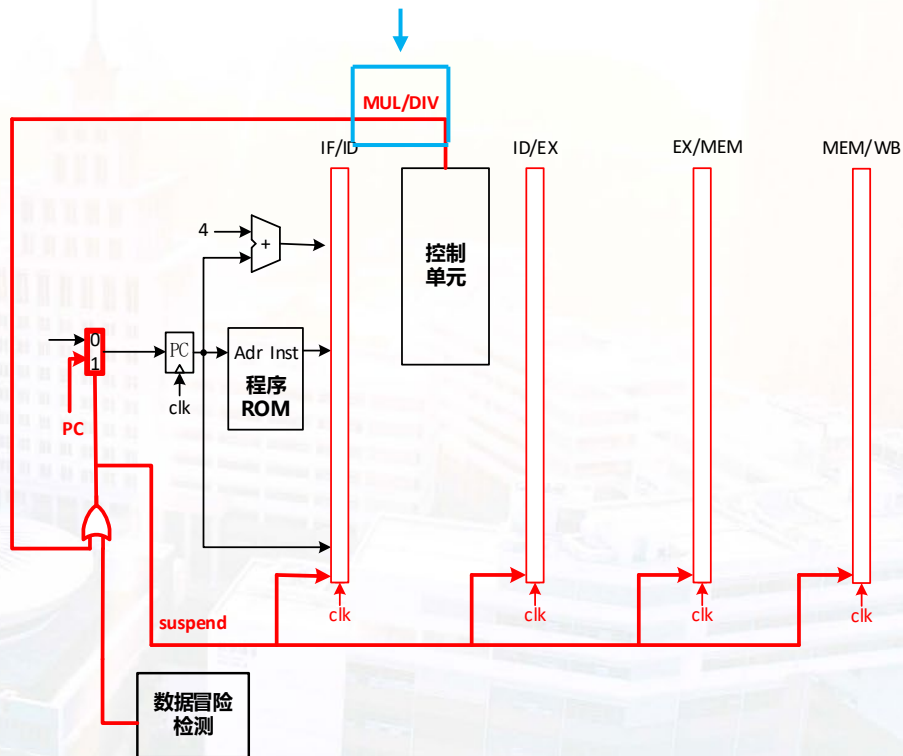 MUL/DIV
IF/ID
ID/EX
EX/MEM
MEM/WB
4
+
控制
单元
0
1
PC
PC
clk
Adr Inst
程序
ROM
suspend
clk
clk
clk
clk
数据冒险
检测